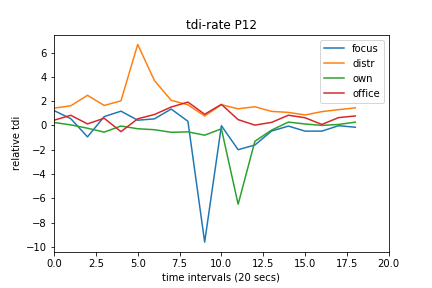 tdi-rate P12
focus
distr
own
office
relative tdi
6
4
2
0
−2
−4
−6
−8
−10
0.0 2.5 5.0 7.5 10.0 12.5 15.0 17.5 20.0
time intervals (20 secs)